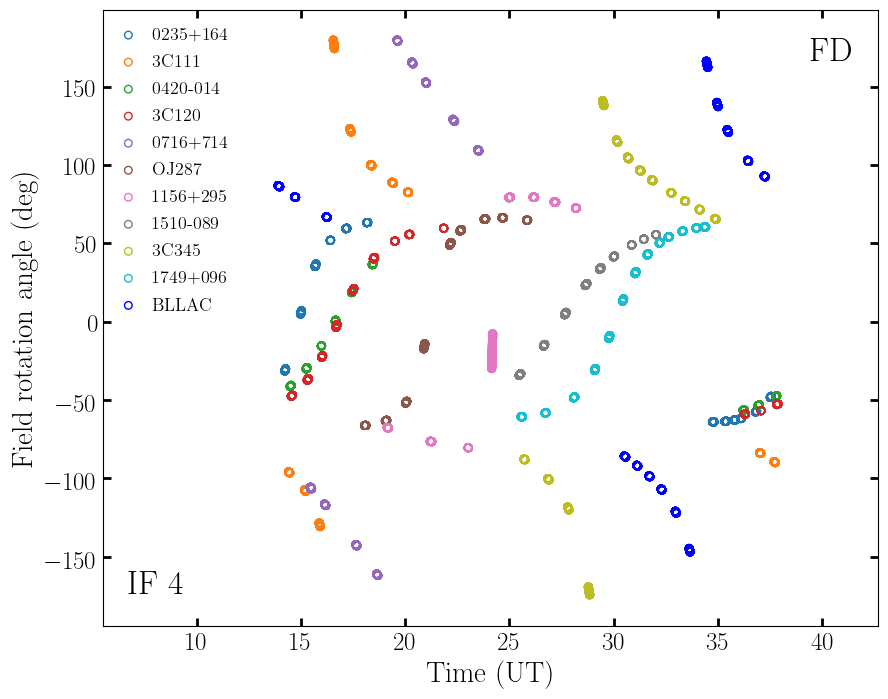 FD
0235+164
3C111
0420-014
3C120
0716+714
OJ287
1156+295
1510-089
3C345
1749+096
BLLAC
150
100
50
0
−50
−100
−150
Field rotation angle (deg)
IF 4
10 15 20 25 30 35 40
Time (UT)